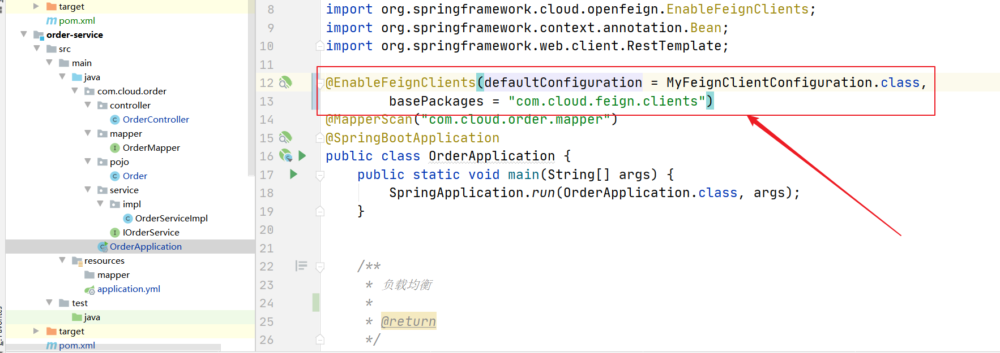 target
pom.xml
order-service
src
main
java
com.cloud.order
controller
OrderController
mapper
OrderMapper
pojo
Order
service
impl
OrderServiceImpl
IOrderService
OrderApplication
resources
mapper
application.yml
test
java
target
pom.xml
8 import org.springframework.cloud.openfeign.EnableFeignClients;
9 import org.springframework.context.annotation.Bean;
10 import org.springframework.web.client.RestTemplate;
11
12 @EnableFeignClients(defaultConfiguration = MyFeignClientConfiguration.class,
13 basePackages = "com.cloud.feign.clients")
14 @MapperScan("com.cloud.order.mapper")
15 @SpringBootApplication
16 public class OrderApplication {
17 public static void main(String[] args) {
18 SpringApplication.run(OrderApplication.class, args);
19 }
20
21
22 /**
23 * 负载均衡
24 *
25 * @return
26 */